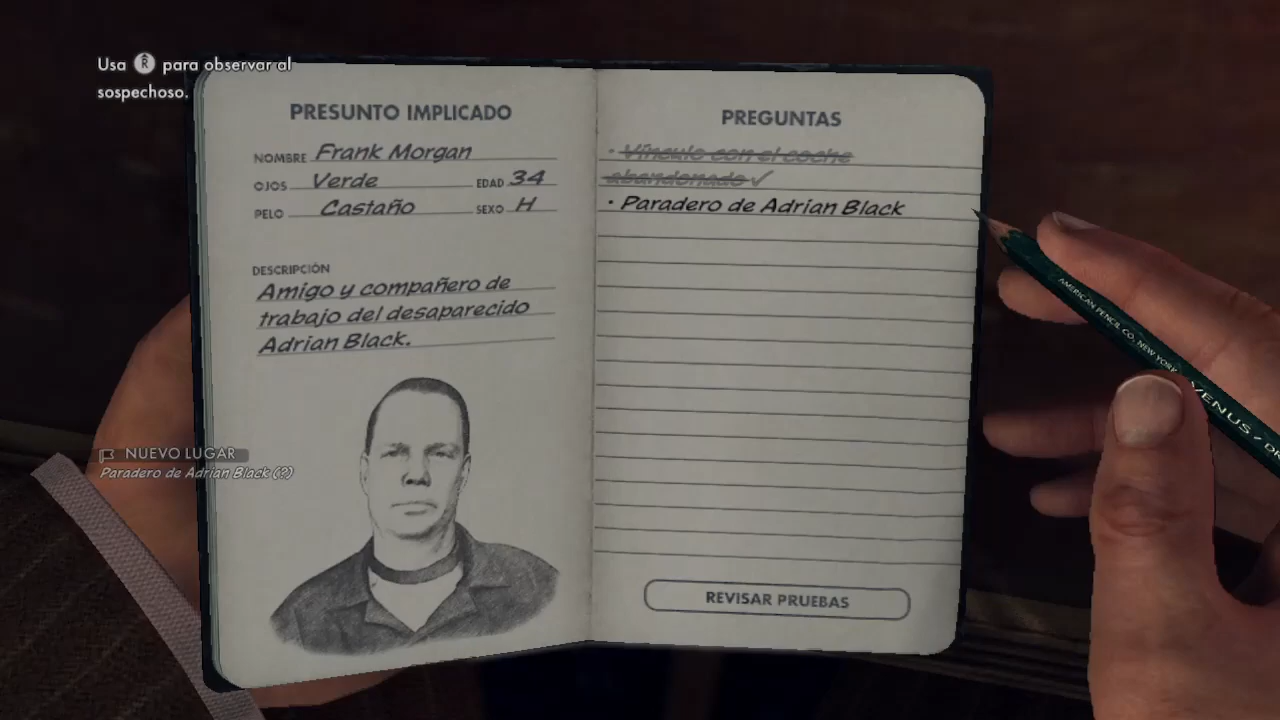 Usa R para observar al
sospechoso.
PRESUNTO IMPLICADO
NOMBRE Frank Morgan
OJOS Verde EDAD 34
PELO Castaño SEXO H
DESCRIPCIÓN
Amigo y compañero de
trabajo del desaparecido
Adrian Black.
NUEVO LUGAR
Paradero de Adrian Black (?)
PREGUNTAS
· Vínculo con el coche
abandonado ✓
· Paradero de Adrian Black
REVISAR PRUEBAS
AMERICAN PENCIL CO. NEW YORK
VENUS / DR